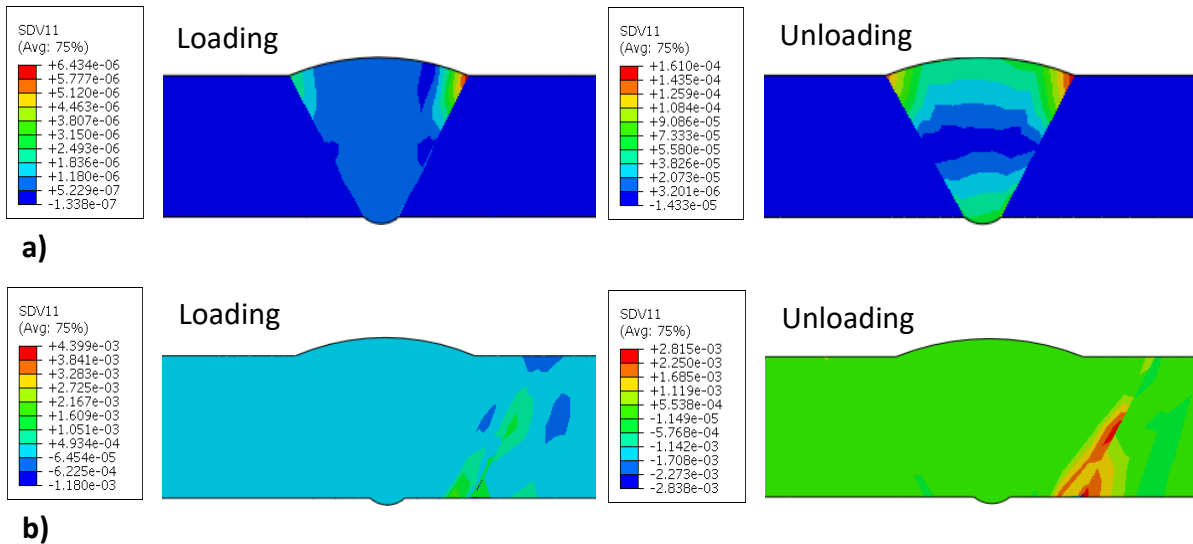 SDV11
(Avg: 75%)
+6.434e-06
+5.777e-06
+5.120e-06
+4.463e-06
+3.807e-06
+3.150e-06
+2.493e-06
+1.836e-06
+1.180e-06
+5.229e-07
-1.338e-07
Loading
SDV11
(Avg: 75%)
+1.610e-04
+1.435e-04
+1.259e-04
+1.084e-04
+9.086e-05
+7.333e-05
+5.580e-05
+3.826e-05
+2.073e-05
+3.201e-06
-1.433e-05
Unloading
a)
SDV11
(Avg: 75%)
+4.399e-03
+3.841e-03
+3.283e-03
+2.725e-03
+2.167e-03
+1.609e-03
+1.051e-03
+4.934e-04
-6.454e-05
-6.225e-04
-1.180e-03
Loading
SDV11
(Avg: 75%)
+2.815e-03
+2.250e-03
+1.685e-03
+1.119e-03
+5.538e-04
-1.149e-05
-5.768e-04
-1.142e-03
-1.708e-03
-2.273e-03
-2.838e-03
Unloading
b)